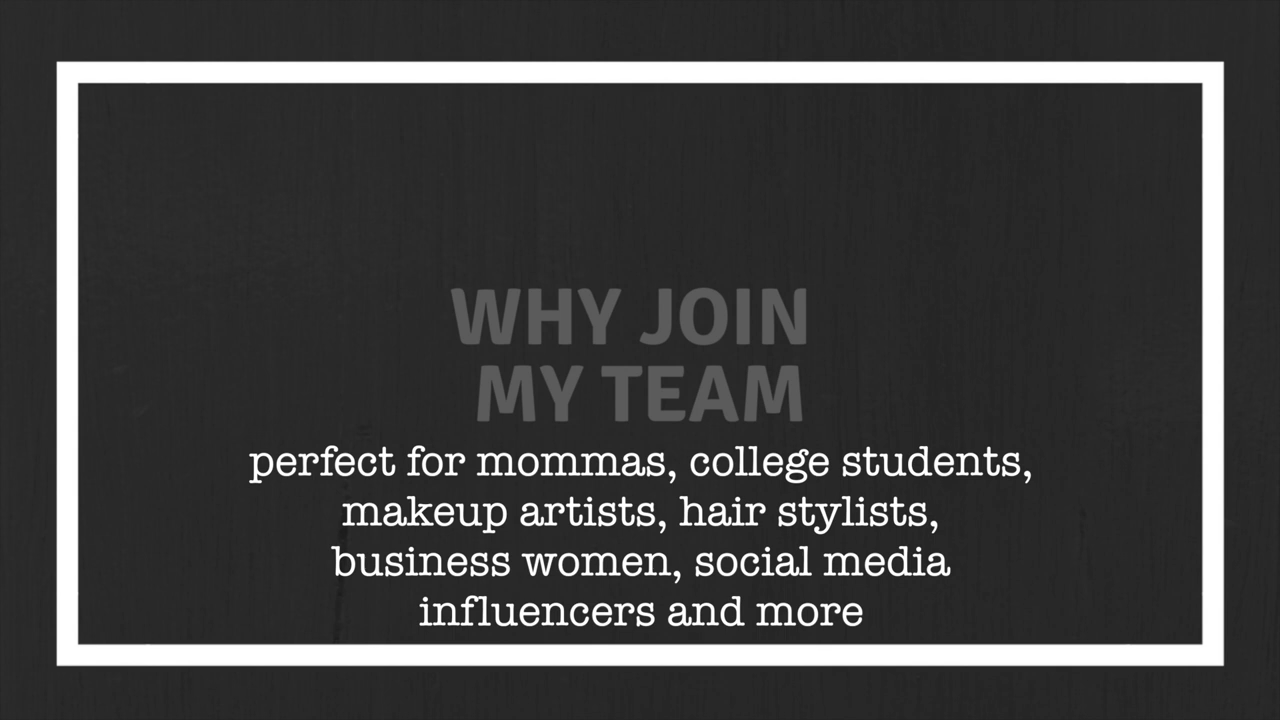 WHY JOIN
MY TEAM
perfect for mommas, college students,
makeup artists, hair stylists,
business women, social media
influencers and more